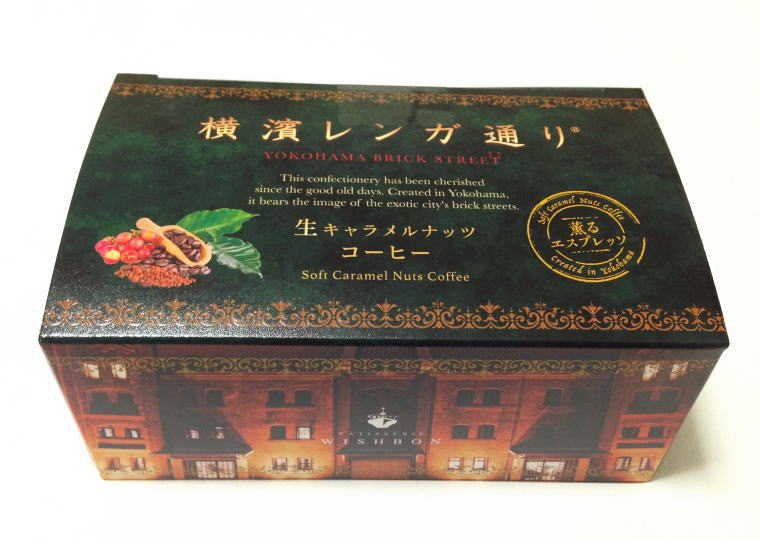 横濱レンガ通り®
YOKOHAMA BRICK STREET
This confectionery has been cherished
since the good old days. Created in Yokohama,
it bears the image of the exotic city's brick streets.
生キャラメルナッツ
コーヒー
Soft Caramel Nuts Coffee
Soft Caramel Nuts Coffee
薫る
エスプレッソ
Created in Yokohama
PATISSERIE
WISHBON